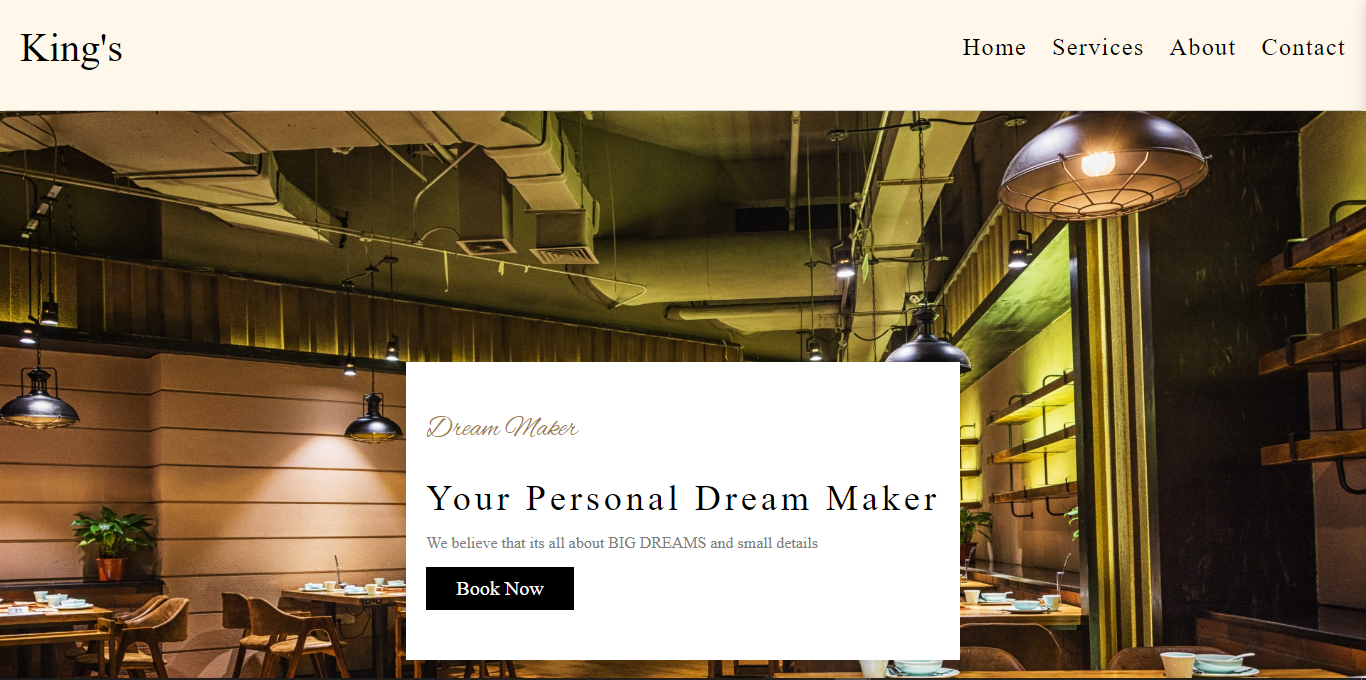 King's
Home Services About Contact
Dream Maker
Your Personal Dream Maker
We believe that its all about BIG DREAMS and small details
Book Now